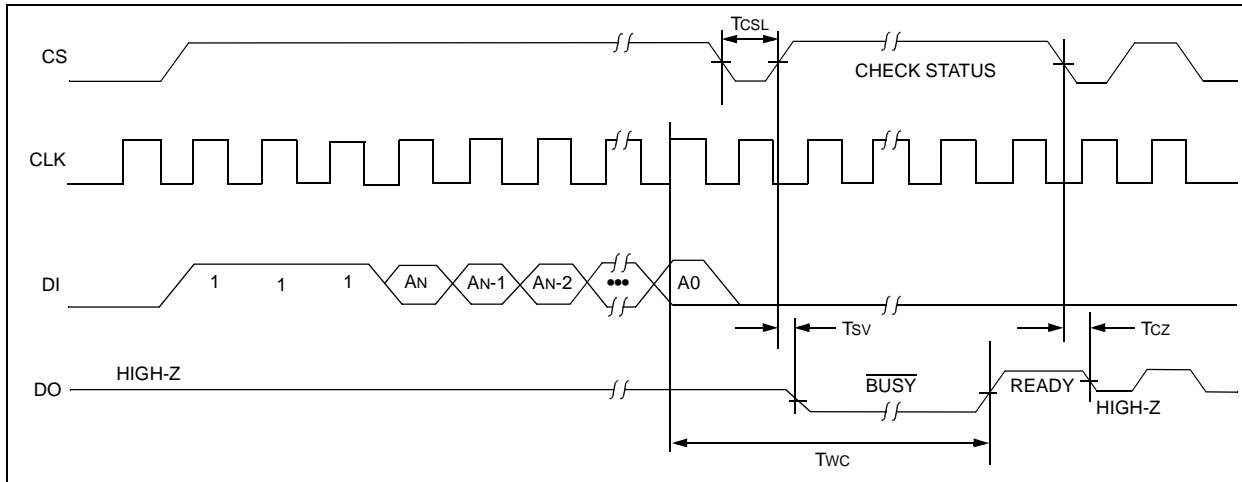 TCSL
CS
CHECK STATUS
CLK
DI
1 1 1 AN AN-1 AN-2 ••• A0
TSV
TCZ
DO
HIGH-Z
BUSY
READY
HIGH-Z
TWC